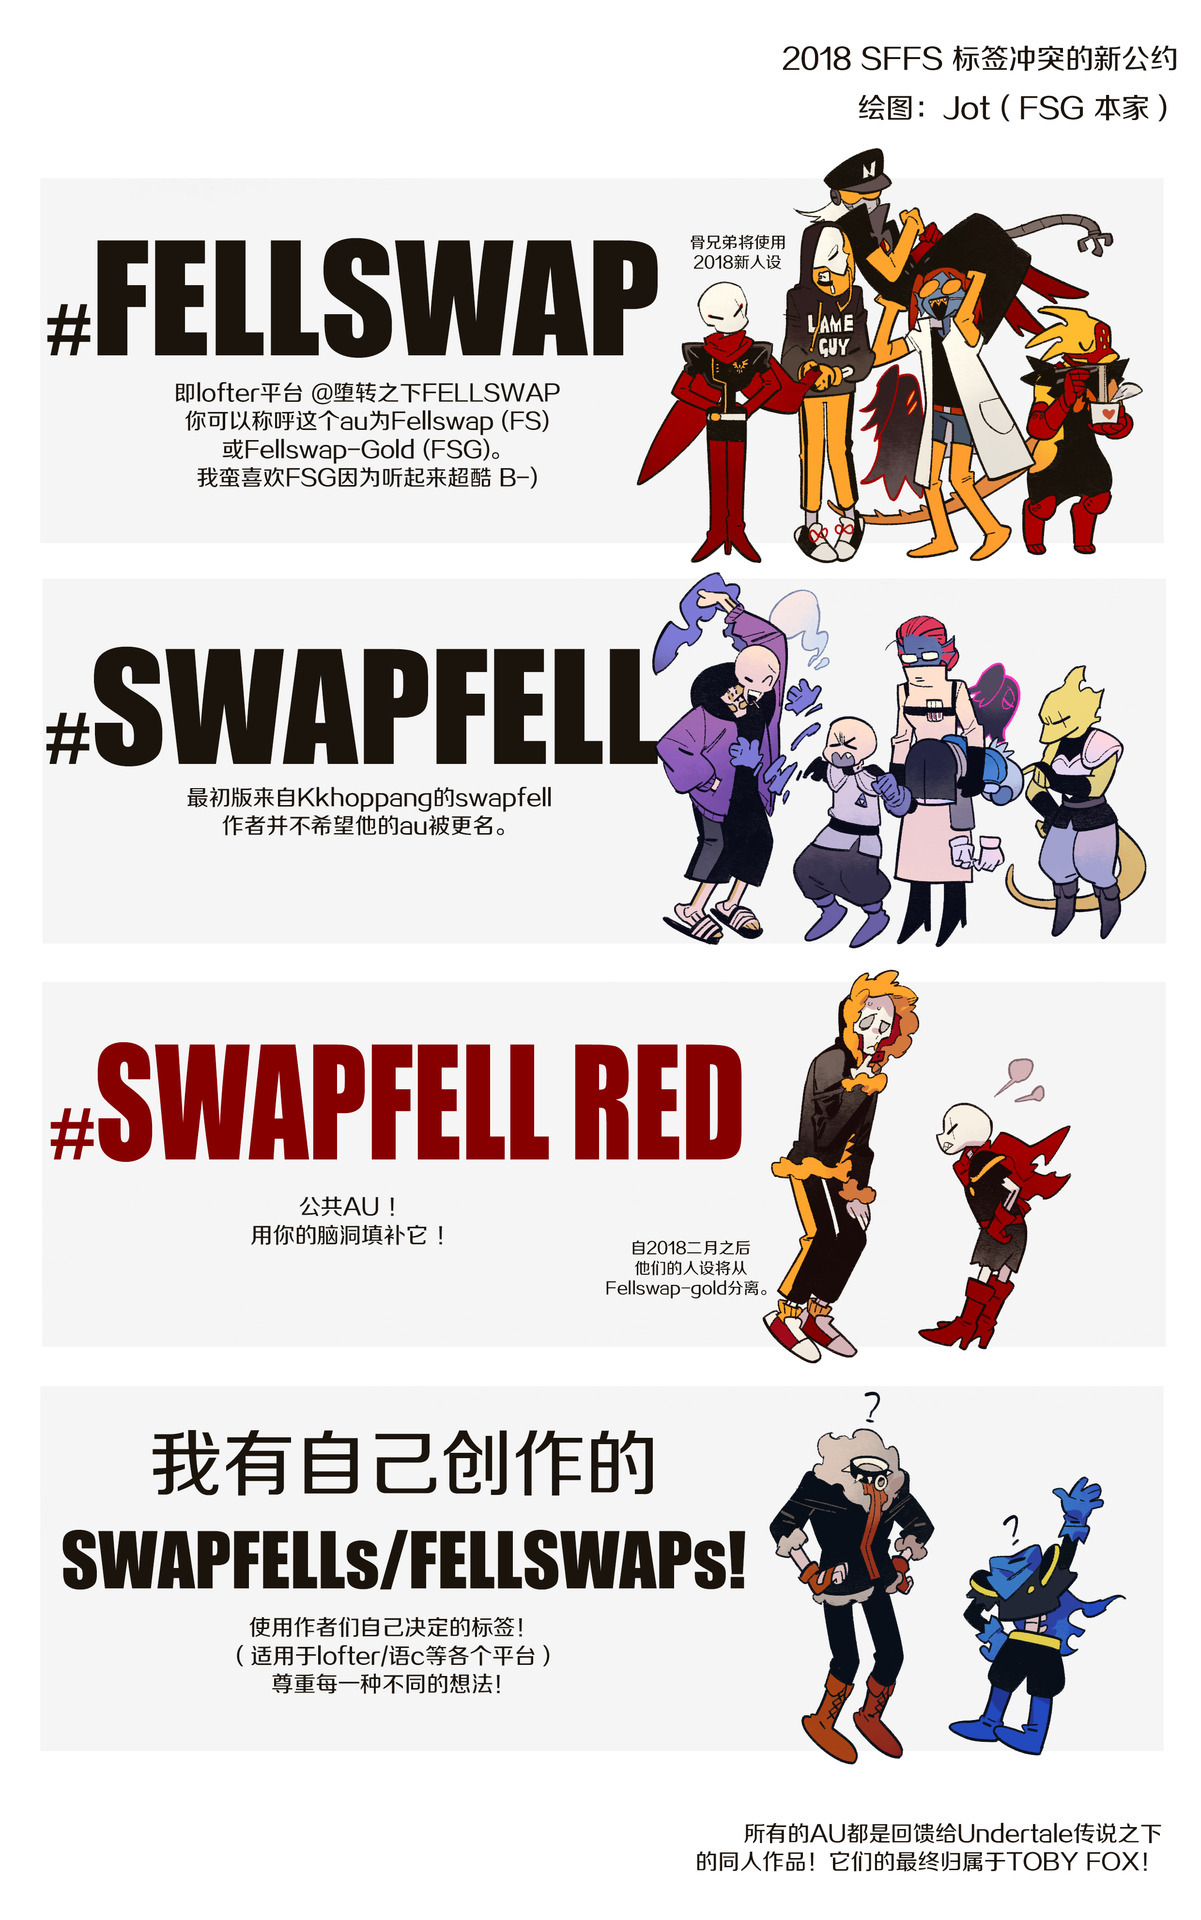 2018 SFFS 标签冲突的新公约
绘图：Jot（FSG 本家）
#FELLSWAP
骨兄弟将使用
2018新人设
即lofter平台 @堕转之下FELLSWAP
你可以称呼这个au为Fellswap (FS)
或Fellswap-Gold (FSG)。
我蛮喜欢FSG因为听起来超酷 B-)
N
LAME
GUY
#SWAPFELL
最初版来自Kkhoppang的swapfell
作者并不希望他的au被更名。
#SWAPFELL RED
公共AU！
用你的脑洞填补它！
自2018二月之后
他们的人设将从
Fellswap-gold分离。
我有自己创作的
SWAPFELLs/FELLSWAPs!
?
?
使用作者们自己决定的标签！
（适用于lofter/语c等各个平台）
尊重每一种不同的想法！
所有的AU都是回馈给Undertale传说之下
的同人作品！它们的最终归属于TOBY FOX！